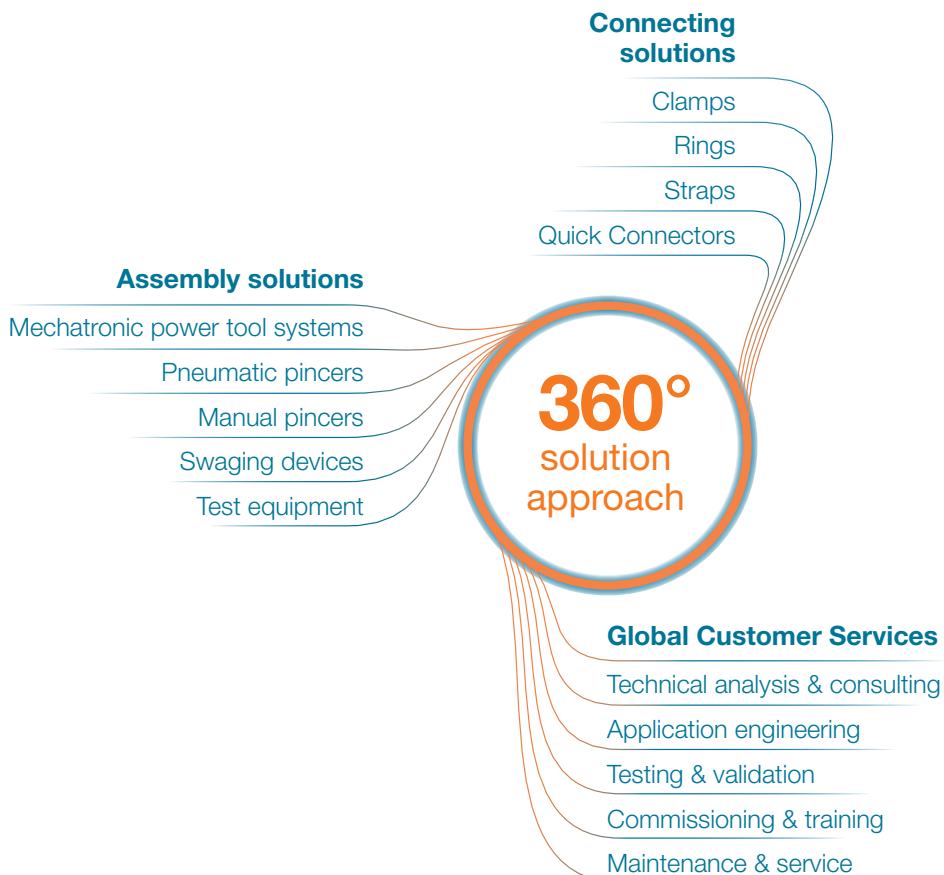 Connecting
solutions
Clamps
Rings
Straps
Quick Connectors
Assembly solutions
Mechatronic power tool systems
Pneumatic pincers
Manual pincers
Swaging devices
Test equipment
360°
solution
approach
Global Customer Services
Technical analysis & consulting
Application engineering
Testing & validation
Commissioning & training
Maintenance & service